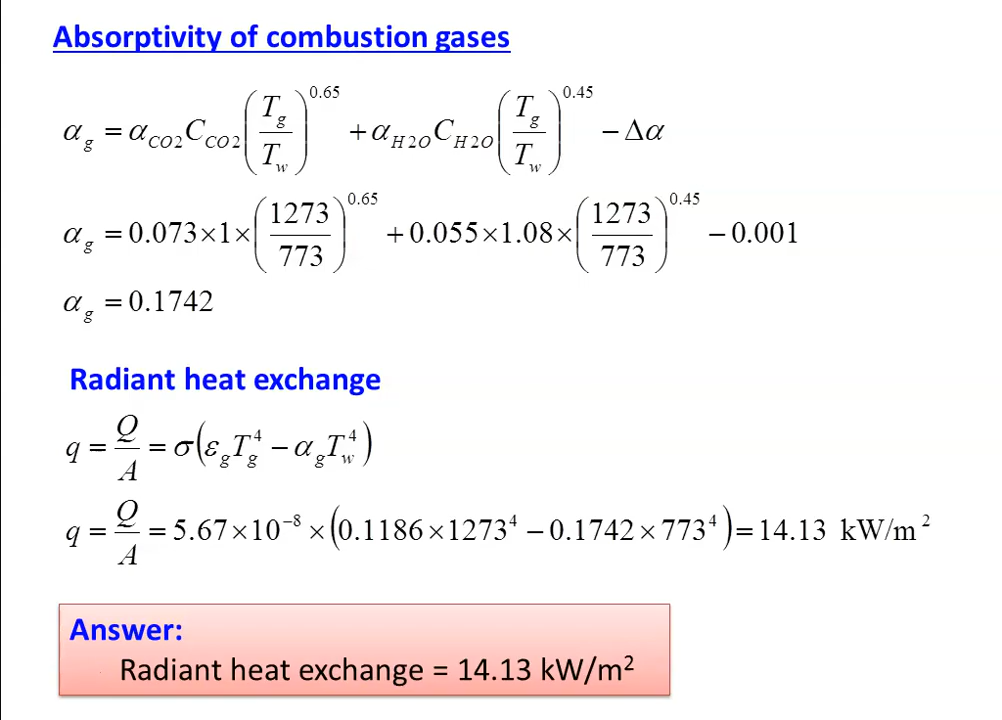 Absorptivity of combustion gases
α_g = α_CO2 C_CO2 (T_g/T_w)^0.65 + α_H2O C_H2O (T_g/T_w)^0.45 − Δα
α_g = 0.073×1×(1273/773)^0.65 + 0.055×1.08×(1273/773)^0.45 − 0.001
α_g = 0.1742
Radiant heat exchange
q = Q/A = σ(ε_g T_g^4 − α_g T_w^4)
q = Q/A = 5.67×10^−8 ×(0.1186×1273^4 − 0.1742×773^4) = 14.13 kW/m^2
Answer:
Radiant heat exchange = 14.13 kW/m²